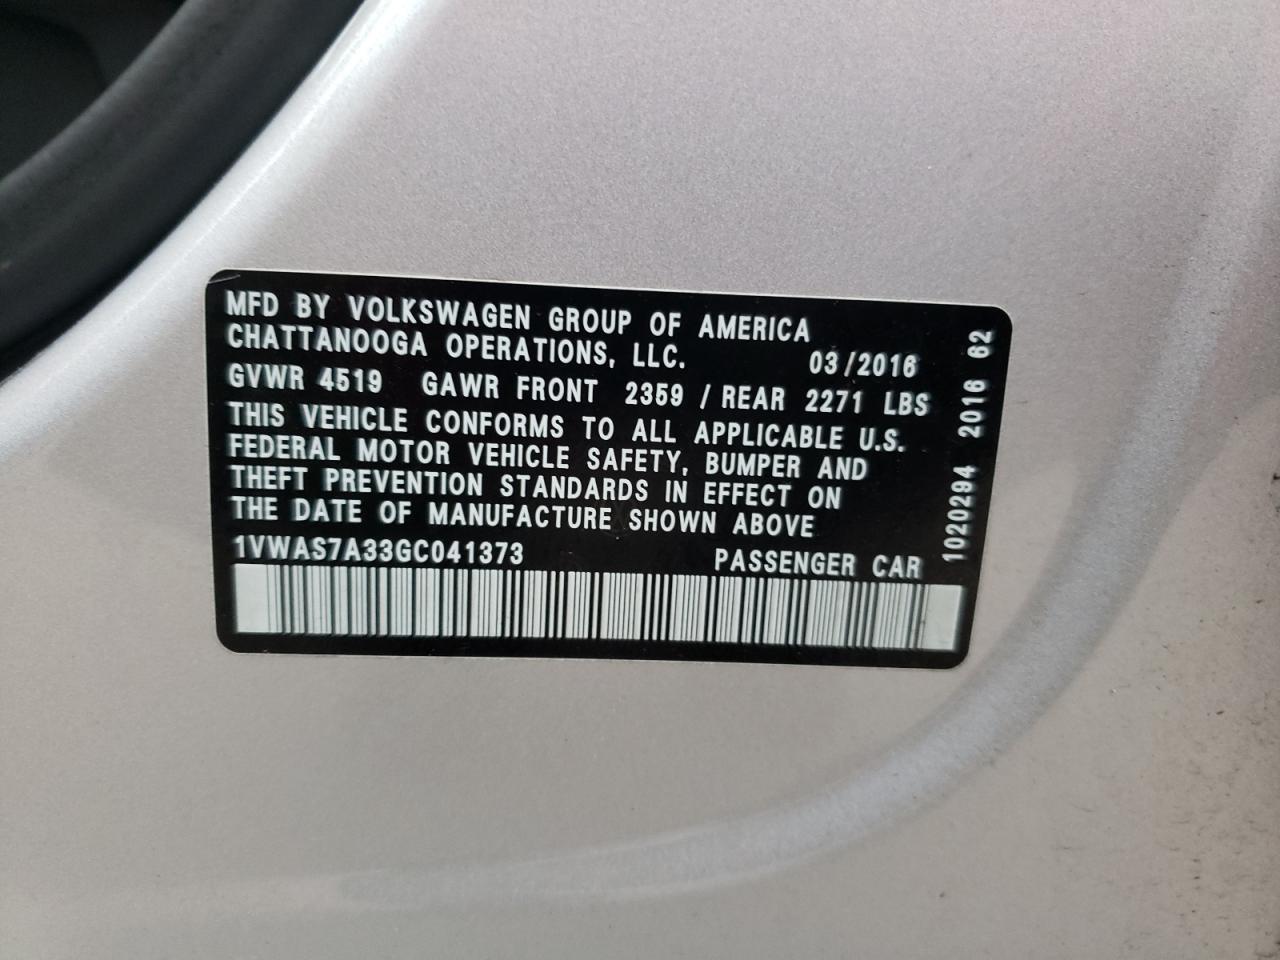 MFD BY VOLKSWAGEN GROUP OF AMERICA
CHATTANOOGA OPERATIONS, LLC. 03/2016
GVWR 4519 GAWR FRONT 2359 / REAR 2271 LBS
THIS VEHICLE CONFORMS TO ALL APPLICABLE U.S.
FEDERAL MOTOR VEHICLE SAFETY, BUMPER AND
THEFT PREVENTION STANDARDS IN EFFECT ON
THE DATE OF MANUFACTURE SHOWN ABOVE
1VWAS7A33GC041373 PASSENGER CAR
1020294 2016 62